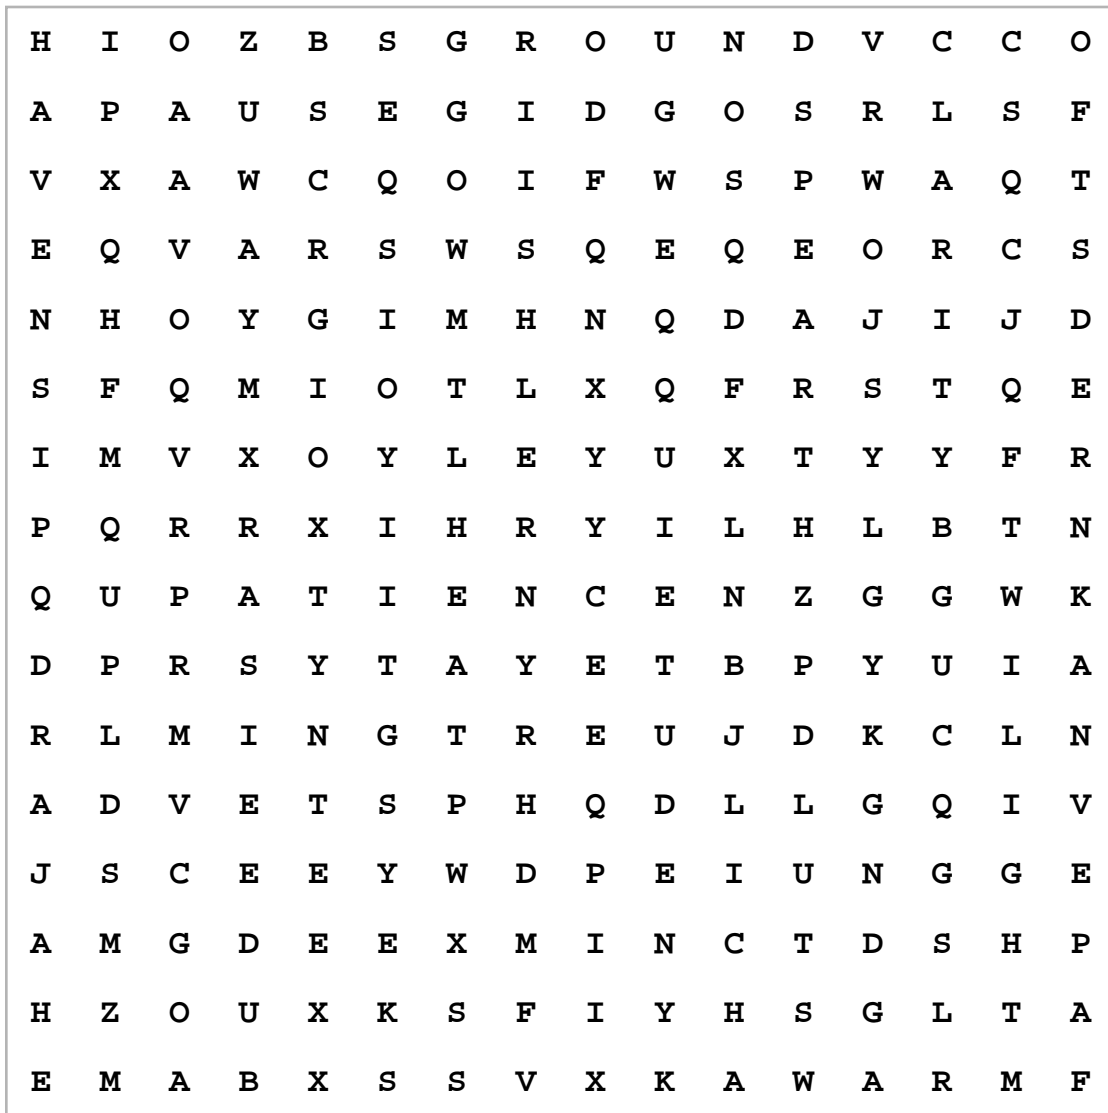 H I O Z B S G R O U N D V C C O
A P A U S E G I D G O S R L S F
V X A W C Q O I F W S P W A Q T
E Q V A R S W S Q E Q E O R C S
N H O Y G I M H N Q D A J I J D
S F Q M I O T L X Q F R S T Q E
I M V X O Y L E Y U X T Y Y F R
P Q R R X I H R Y I L H L B T N
Q U P A T I E N C E N Z G G W K
D P R S Y T A Y E T B P Y U I A
R L M I N G T R E U J D K C L N
A D V E T S P H Q D L L G Q I V
J S C E E Y W D P E I U N G G E
A M G D E E X M I N C T D S H P
H Z O U X K S F I Y H S G L T A
E M A B X S S V X K A W A R M F